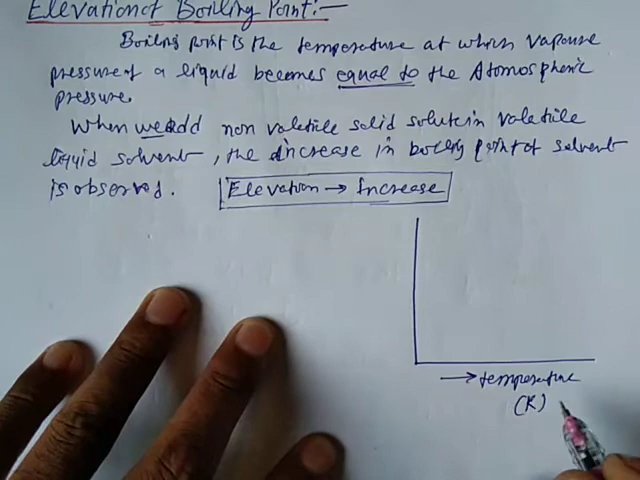 Elevation of Boiling Point:-
Boiling point is the temperature at which vapoure
pressure of a liquid becomes equal to the Atomospheric
pressure.
When we add non volatile solid solute in volatile
liquid solvent, the increase in boiling point of solvent
is observed. Elevation → Increase
→ temperature
(K)